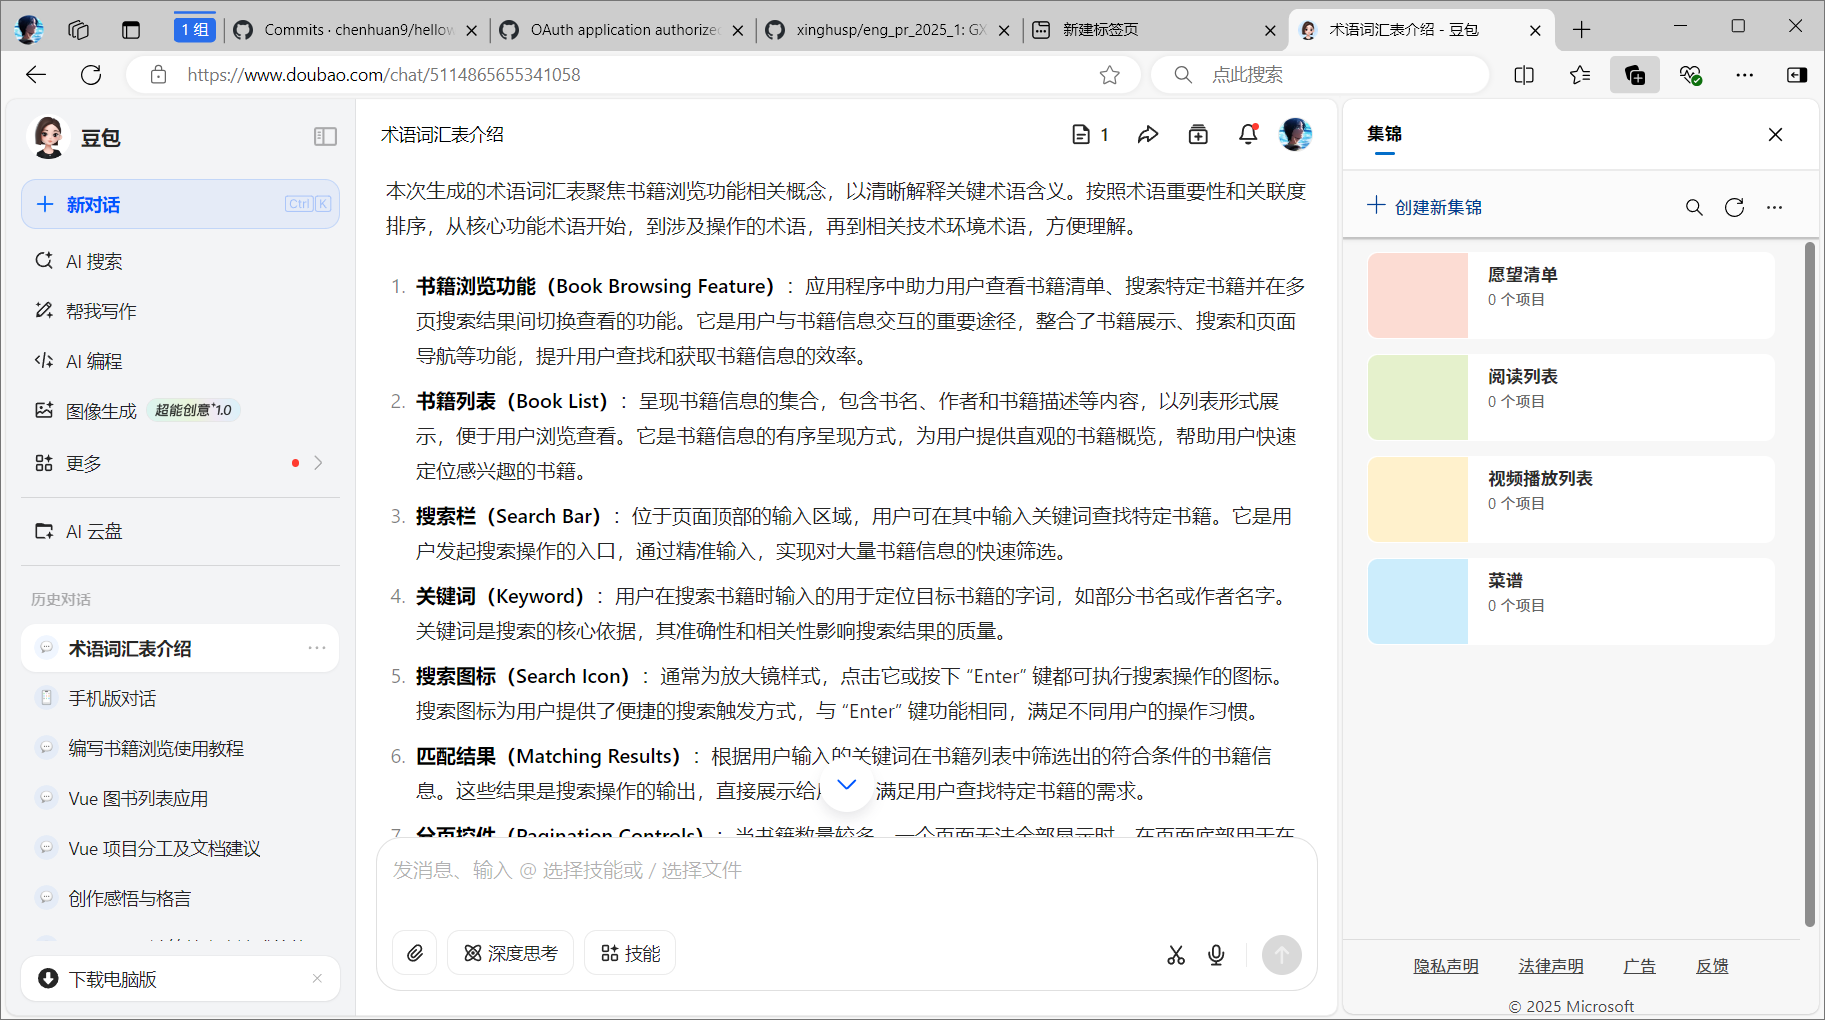 1 组
Commits · chenhuan9/hellow
OAuth application authorize
xinghusp/eng_pr_2025_1: GX
新建标签页
术语词汇表介绍 - 豆包
https://www.doubao.com/chat/5114865655341058
点此搜索
豆包
新对话
Ctrl K
AI 搜索
帮我写作
AI 编程
图像生成
超能创意1.0
更多
AI 云盘
历史对话
术语词汇表介绍
手机版对话
编写书籍浏览使用教程
Vue 图书列表应用
Vue 项目分工及文档建议
创作感悟与格言
下载电脑版
术语词汇表介绍
1
本次生成的术语词汇表聚焦书籍浏览功能相关概念，以清晰解释关键术语含义。按照术语重要性和关联度
排序，从核心功能术语开始，到涉及操作的术语，再到相关技术环境术语，方便理解。
1. 书籍浏览功能（Book Browsing Feature）：应用程序中助力用户查看书籍清单、搜索特定书籍并在多
页搜索结果间切换查看的功能。它是用户与书籍信息交互的重要途径，整合了书籍展示、搜索和页面
导航等功能，提升用户查找和获取书籍信息的效率。
2. 书籍列表（Book List）：呈现书籍信息的集合，包含书名、作者和书籍描述等内容，以列表形式展
示，便于用户浏览查看。它是书籍信息的有序呈现方式，为用户提供直观的书籍概览，帮助用户快速
定位感兴趣的书籍。
3. 搜索栏（Search Bar）：位于页面顶部的输入区域，用户可在其中输入关键词查找特定书籍。它是用
户发起搜索操作的入口，通过精准输入，实现对大量书籍信息的快速筛选。
4. 关键词（Keyword）：用户在搜索书籍时输入的用于定位目标书籍的字词，如部分书名或作者名字。
关键词是搜索的核心依据，其准确性和相关性影响搜索结果的质量。
5. 搜索图标（Search Icon）：通常为放大镜样式，点击它或按下 “Enter” 键都可执行搜索操作的图标。
搜索图标为用户提供了便捷的搜索触发方式，与 “Enter” 键功能相同，满足不同用户的操作习惯。
6. 匹配结果（Matching Results）：根据用户输入的关键词在书籍列表中筛选出的符合条件的书籍信
息。这些结果是搜索操作的输出，直接展示给 满足用户查找特定书籍的需求。
7. 分页控件（Pagination Controls）：当书籍数量较多，一个页面无法全部显示时，在页面底部用于在
发消息、输入 @ 选择技能或 / 选择文件
深度思考
技能
集锦
创建新集锦
愿望清单
0 个项目
阅读列表
0 个项目
视频播放列表
0 个项目
菜谱
0 个项目
隐私声明 法律声明 广告 反馈
© 2025 Microsoft